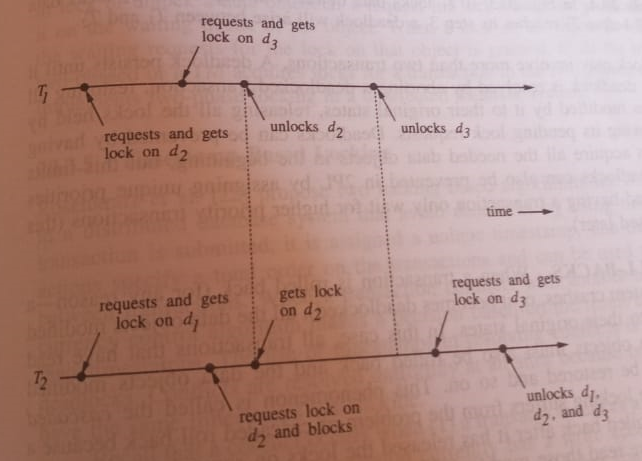 requests and gets
lock on d3
T1
requests and gets
lock on d2
unlocks d2
unlocks d3
time
requests and gets
lock on d1
gets lock
on d2
requests and gets
lock on d3
T2
requests lock on
d2 and blocks
unlocks d1,
d2, and d3